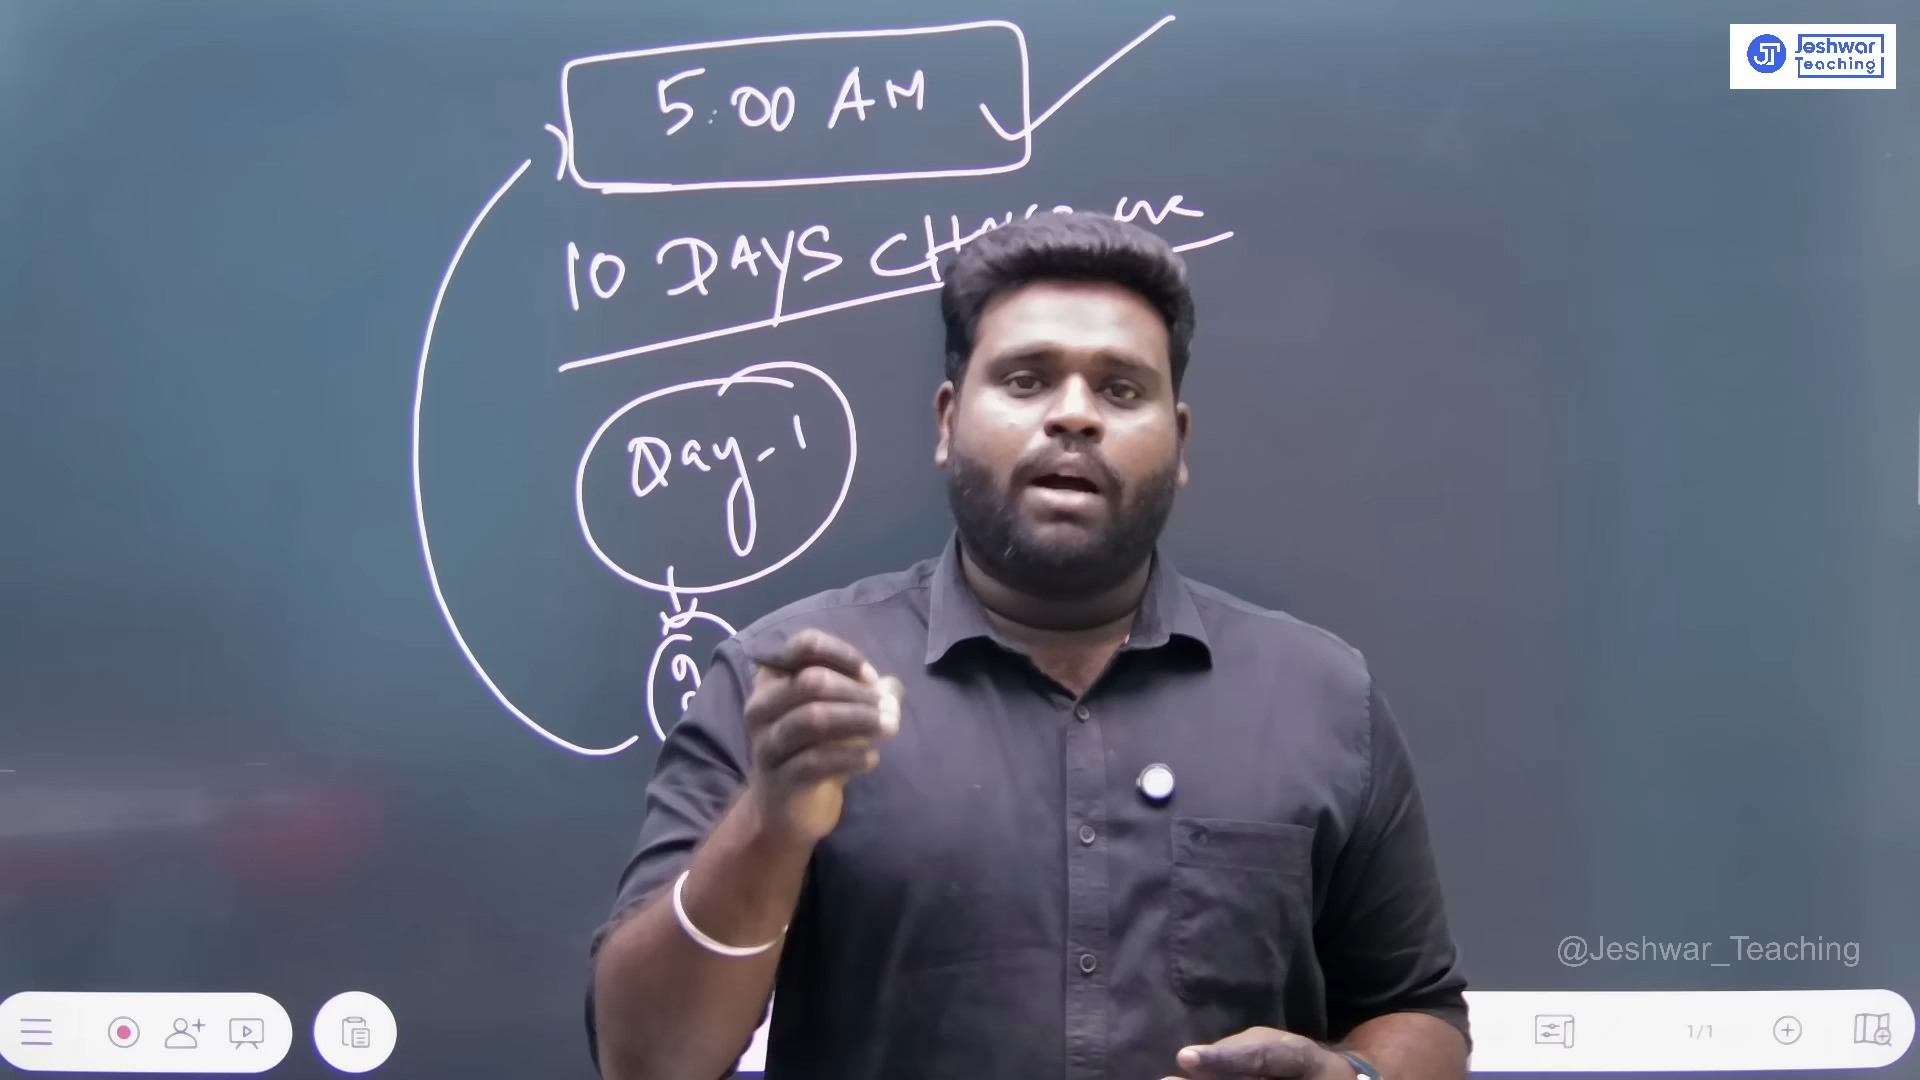 Jeshwar
Teaching
5:00 AM
10 DAYS
Day-1
@Jeshwar_Teaching
1/1